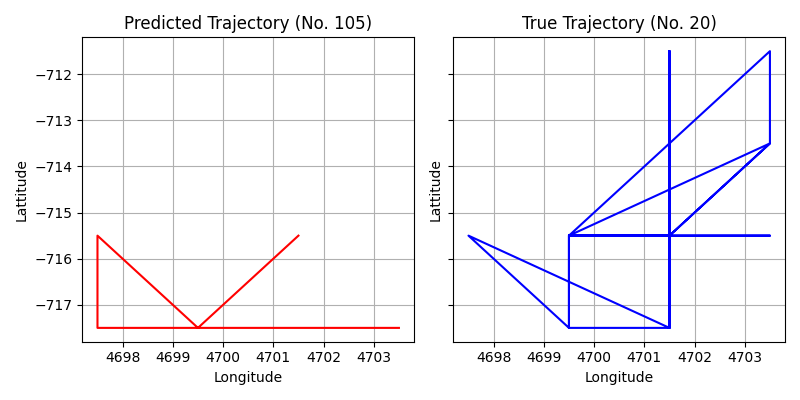 Predicted Trajectory (No. 105)
True Trajectory (No. 20)
−712
−713
−714
−715
−716
−717
Lattitude
Lattitude
4698 4699 4700 4701 4702 4703
4698 4699 4700 4701 4702 4703
Longitude
Longitude